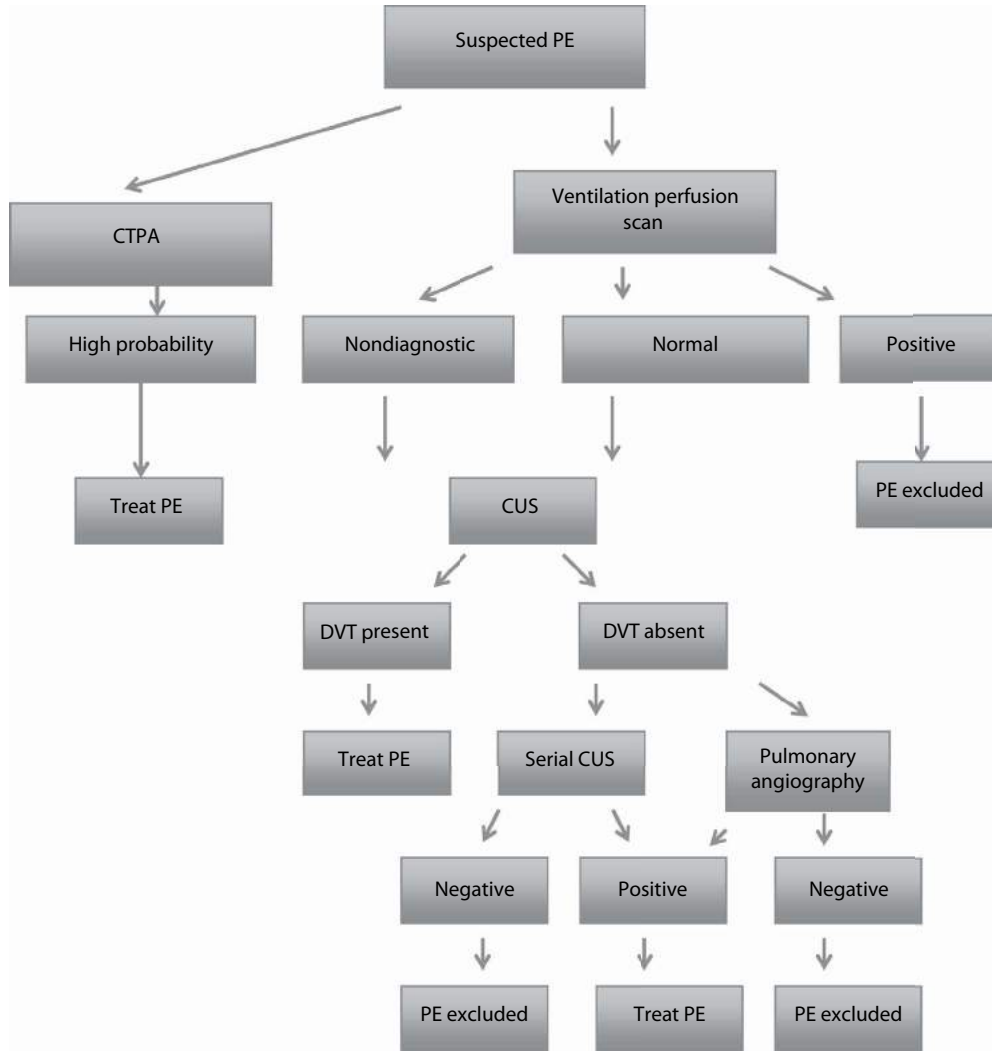 Suspected PE
Ventilation perfusion
scan
CTPA
High probability
Nondiagnostic
Normal
Positive
Treat PE
CUS
PE excluded
DVT present
DVT absent
Treat PE
Serial CUS
Pulmonary
angiography
Negative
Positive
Negative
PE excluded
Treat PE
PE excluded